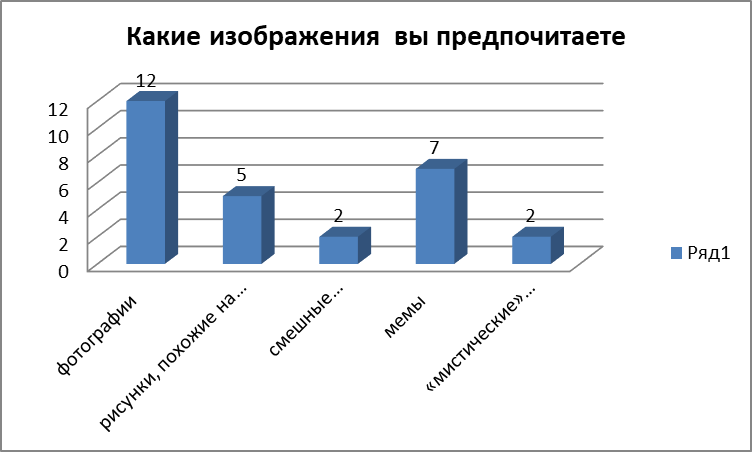 Какие изображения вы предпочитаете
12
5
2
7
2
12
10
8
6
4
2
0
фотографии
рисунки, похожие на...
смешные...
мемы
«мистические»...
Ряд1